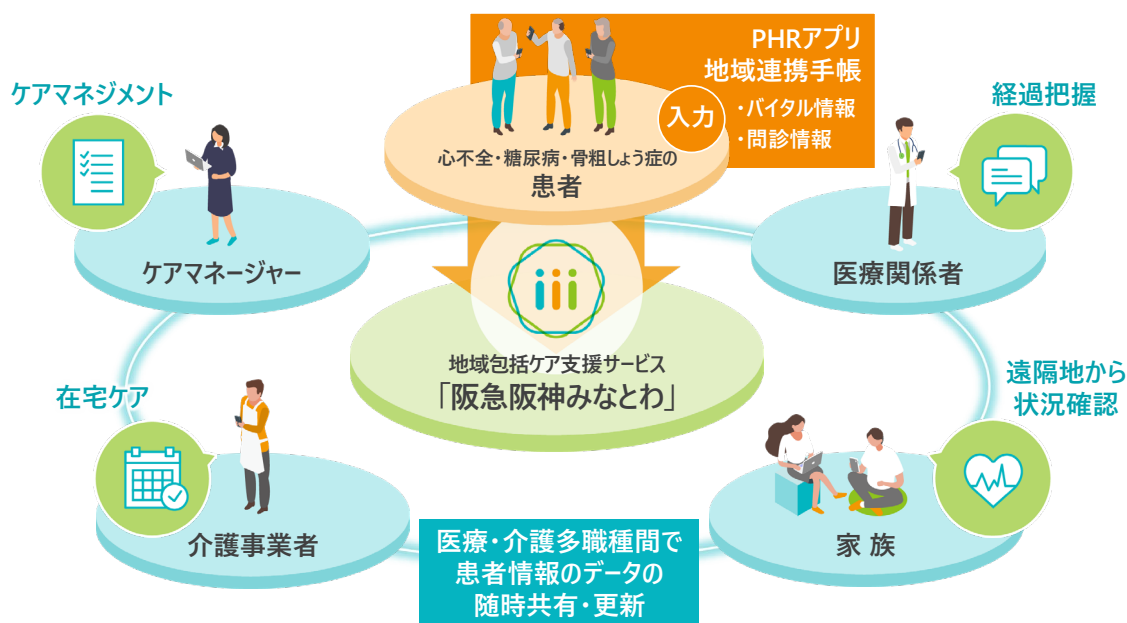 PHRアプリ
地域連携手帳
入力
・バイタル情報
・問診情報
心不全・糖尿病・骨粗しょう症の
患者
ケアマネジメント
ケアマネージャー
経過把握
医療関係者
地域包括ケア支援サービス
「阪急阪神みなとわ」
在宅ケア
介護事業者
遠隔地から
状況確認
家 族
医療・介護多職種間で
患者情報のデータの
随時共有・更新